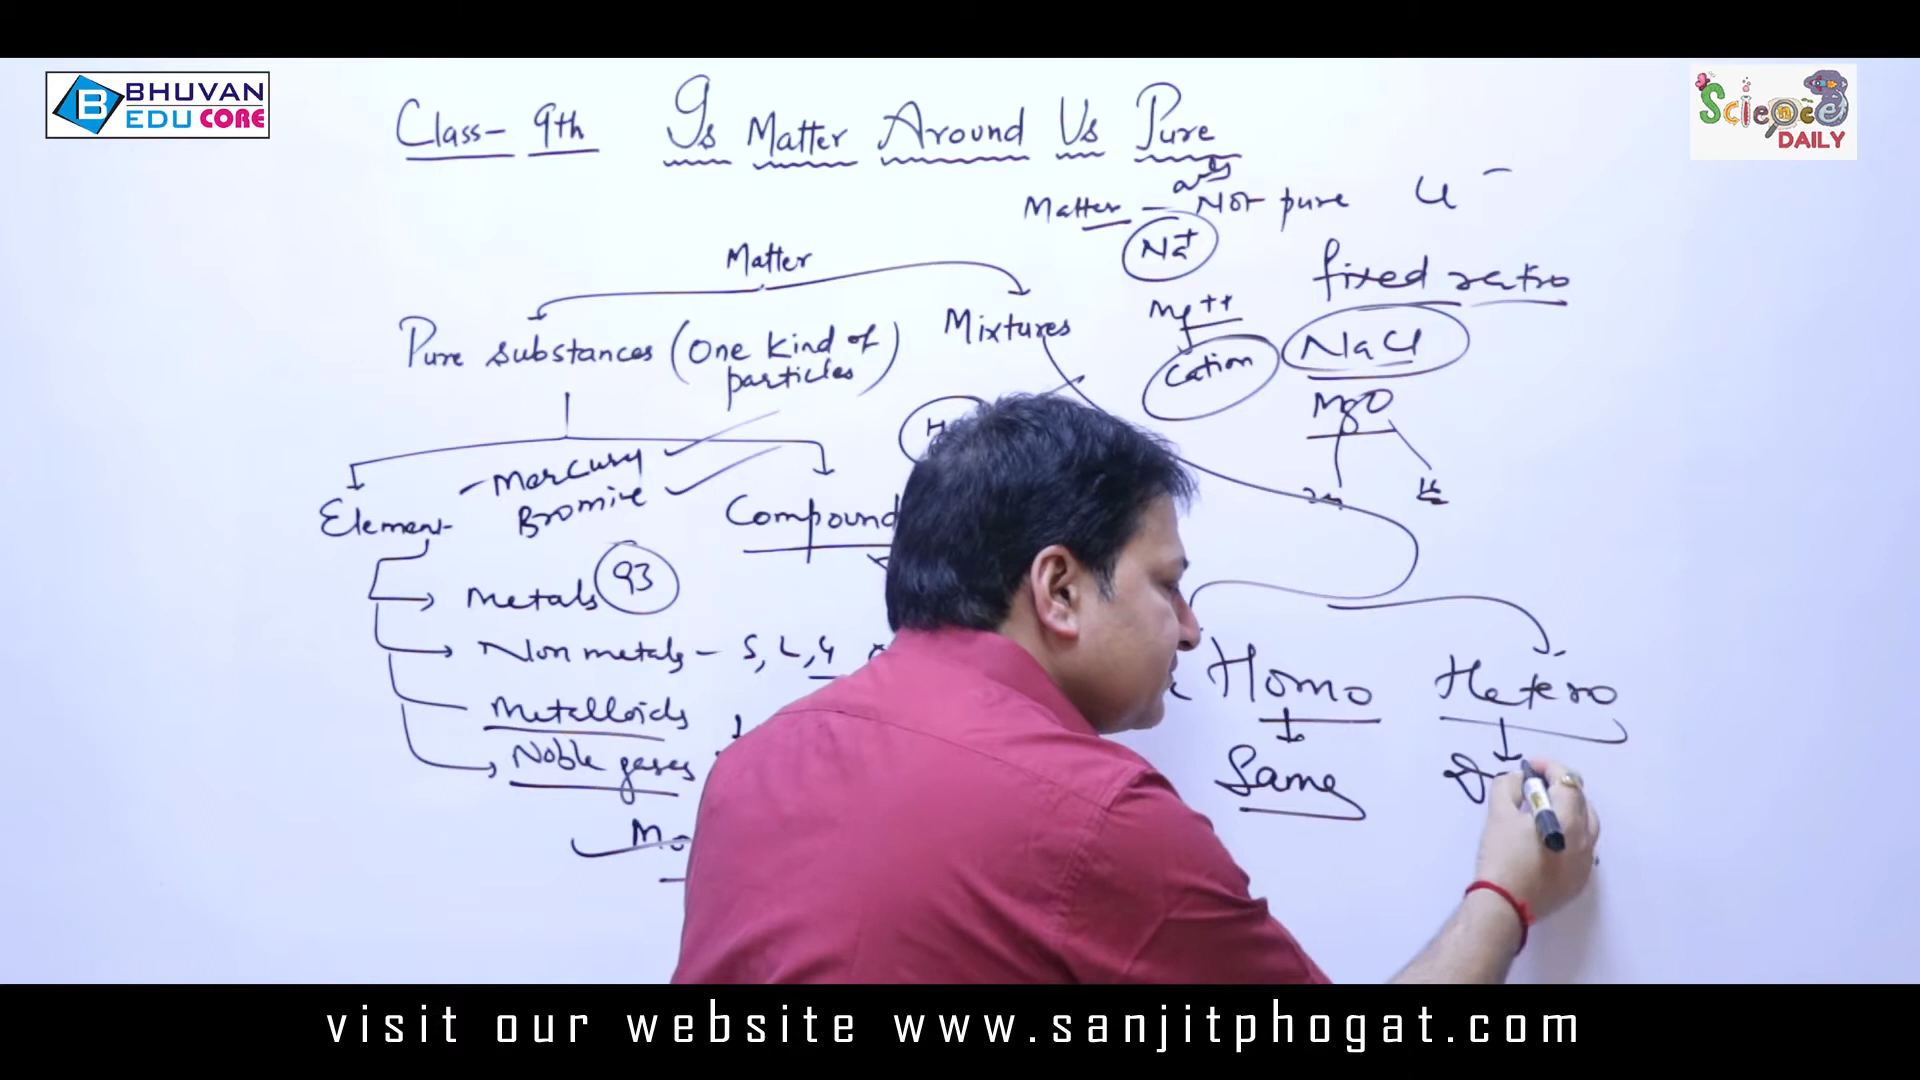 BHUVAN
EDU CORE
Science
DAILY
Class- 9th Is Matter Around Us Pure
Matter - Not pure
Na+
Matter
fixed ratio
Mg++
Pure substances (One kind of particles)
Mixtures
Cation
NaCl
MgO
Mercury
Bromine
Element
Compound
Metals 93
Non metals - S,
Homo
Hetero
Metalloids
Noble gases
Same
visit our website www.sanjitphogat.com